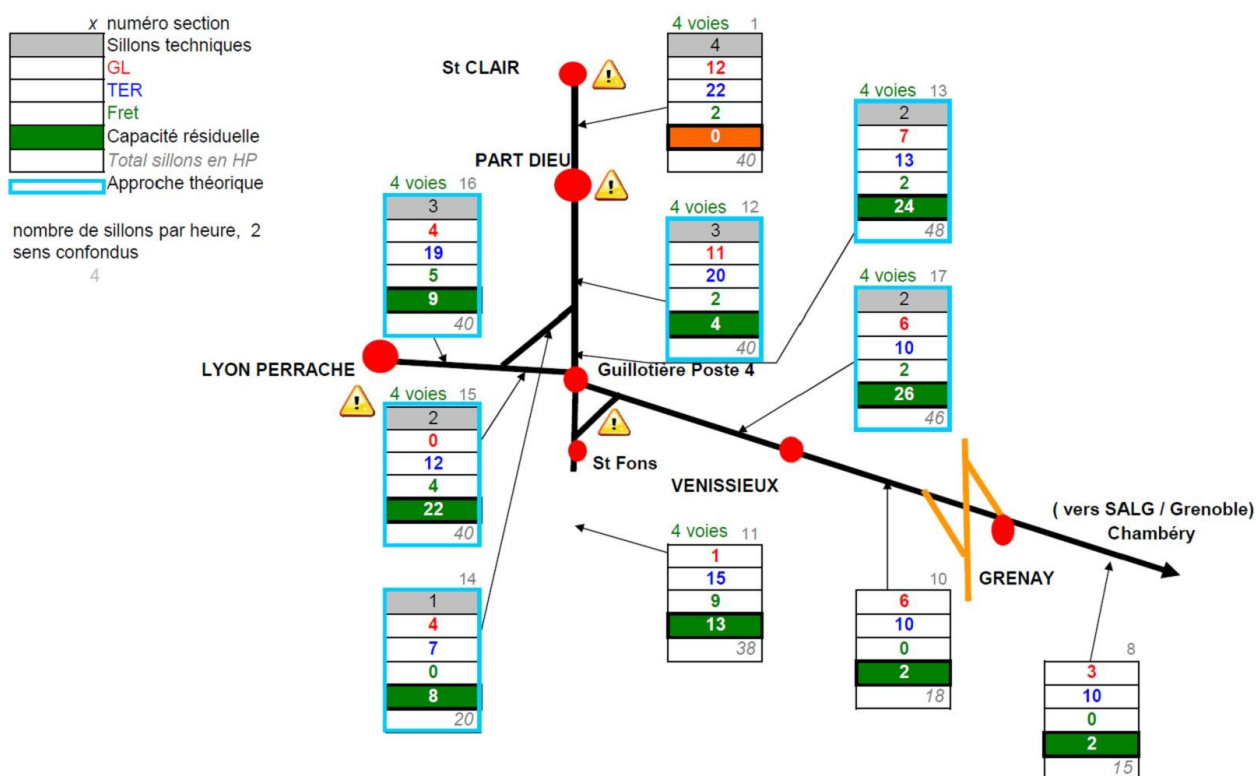 x numéro section
Sillons techniques
GL
TER
Fret
Capacité résiduelle
Total sillons en HP
Approche théorique
nombre de sillons par heure, 2
sens confondus
4
4 voies 1
4
12
22
2
0
40
St CLAIR
PART DIEU
4 voies 13
2
7
13
2
24
48
4 voies 16
3
4
19
5
9
40
4 voies 12
3
11
20
2
4
40
4 voies 17
2
6
10
2
26
46
LYON PERRACHE
Guillotière Poste 4
4 voies 15
2
0
12
4
22
40
St Fons
VENISSIEUX
( vers SALG / Grenoble)
Chambéry
GRENAY
4 voies 11
1
15
9
13
38
14
1
4
7
0
8
20
10
6
10
0
2
18
8
3
10
0
2
15